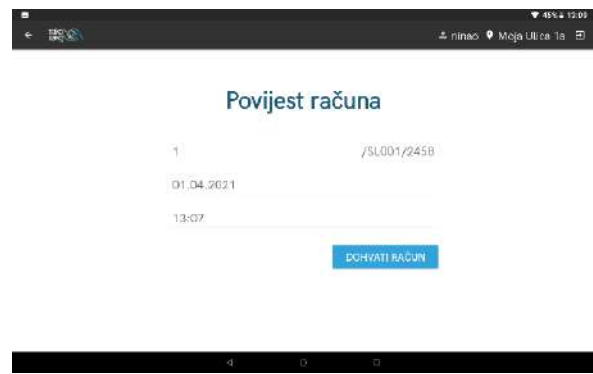 45% 13:09
ninao Moja Ulica 1a
Povijest računa
1 /SL001/2458
01.04.2021
13:07
DOHVATI RAČUN